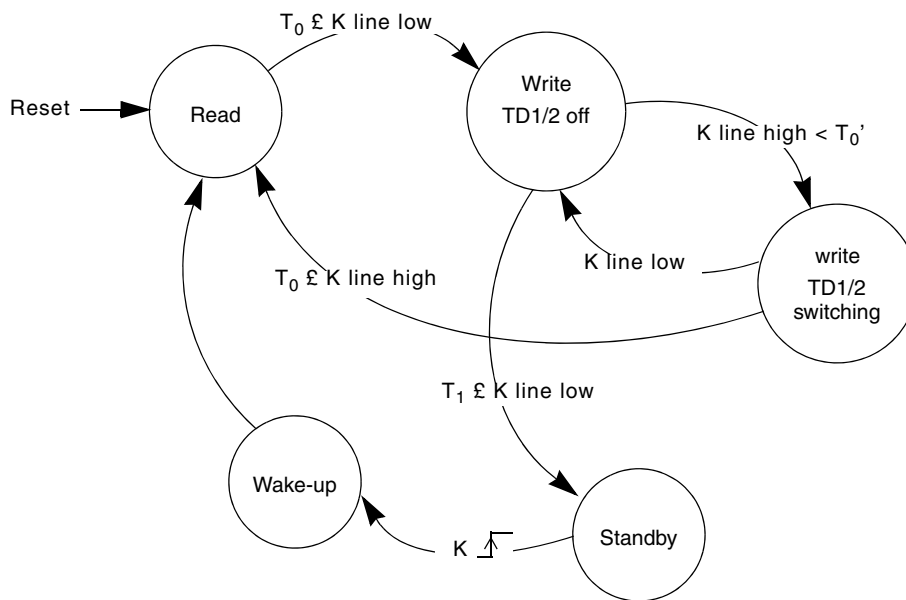 T₀ £ K line low
Reset
Read
Write
TD1/2 off
K line high < T₀’
K line low
write
TD1/2
switching
T₀ £ K line high
T₁ £ K line low
Wake-up
K
Standby